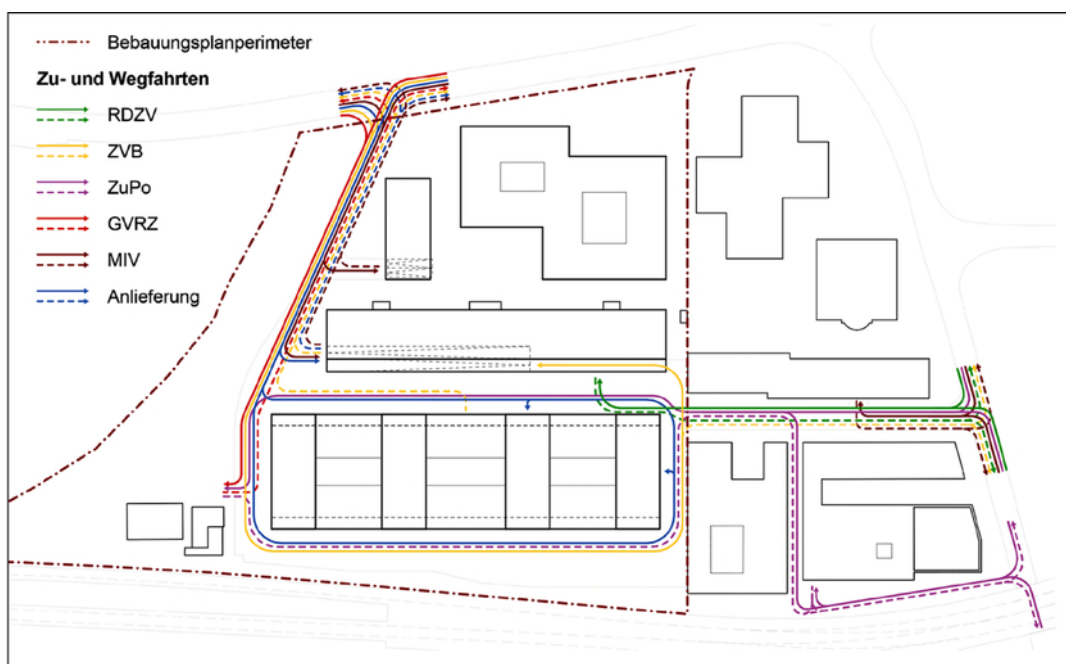 Bebauungsplanperimeter
Zu- und Wegfahrten
RDZV
ZVB
ZuPo
GVRZ
MIV
Anlieferung